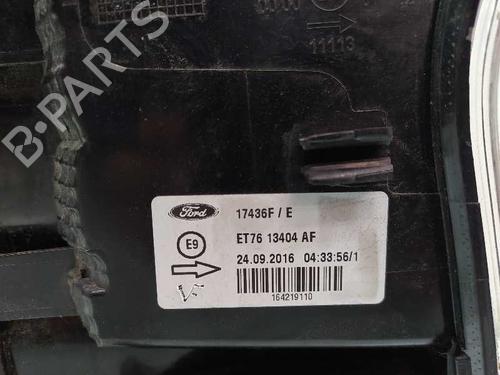 B-PARTS
11113
Ford
17436F / E
E9
ET76 13404 AF
24.09.2016 04:33:56/1
164219110